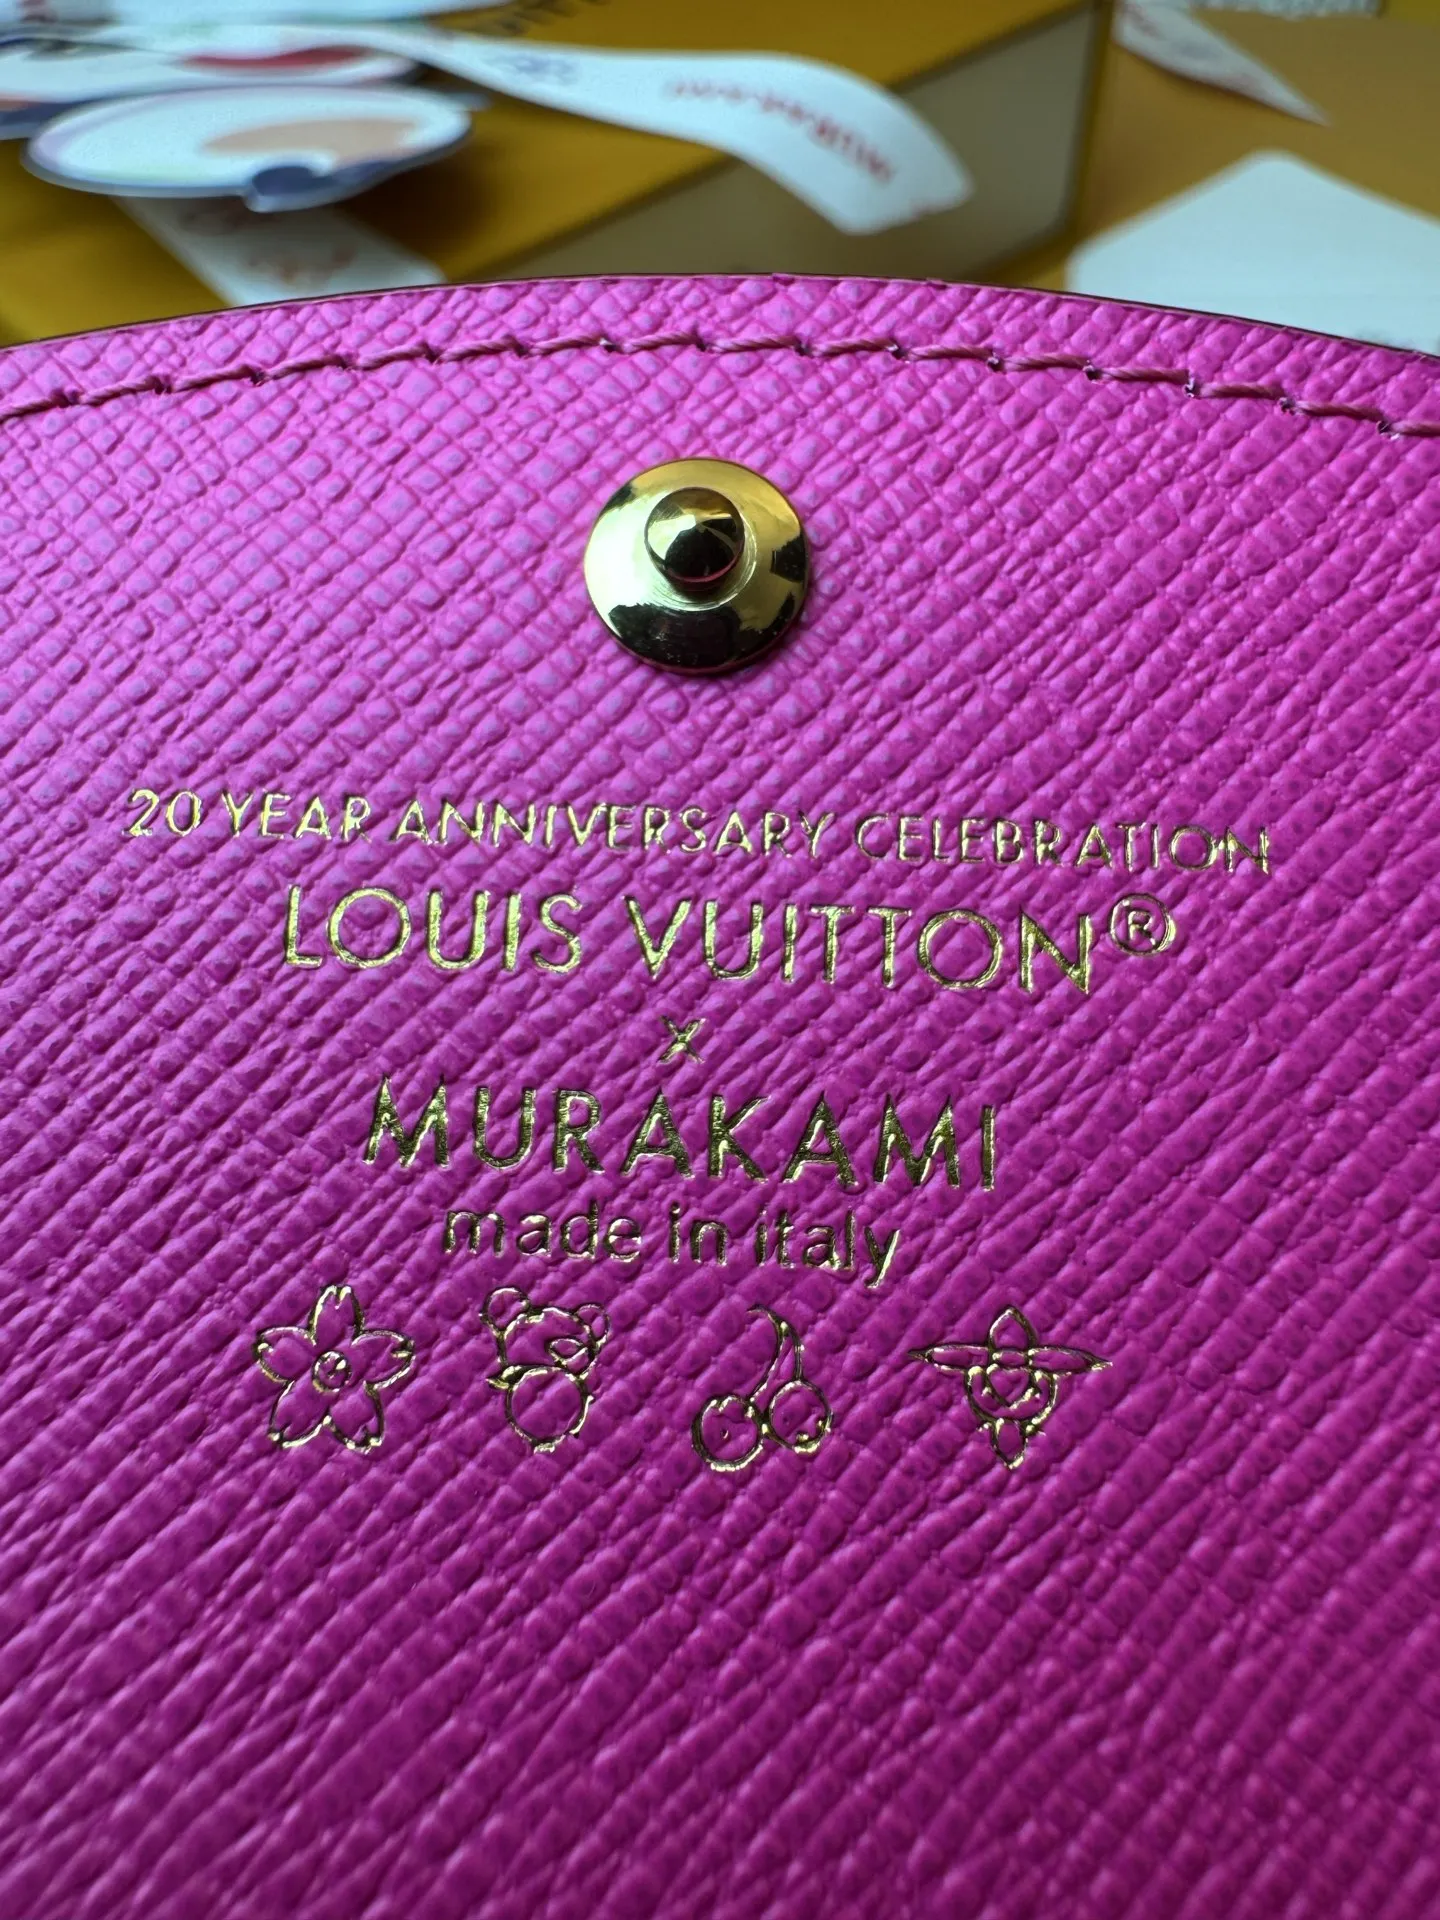 20 YEAR ANNIVERSARY CELEBRATION
LOUIS VUITTON®
x
MURAKAMI
made in italy